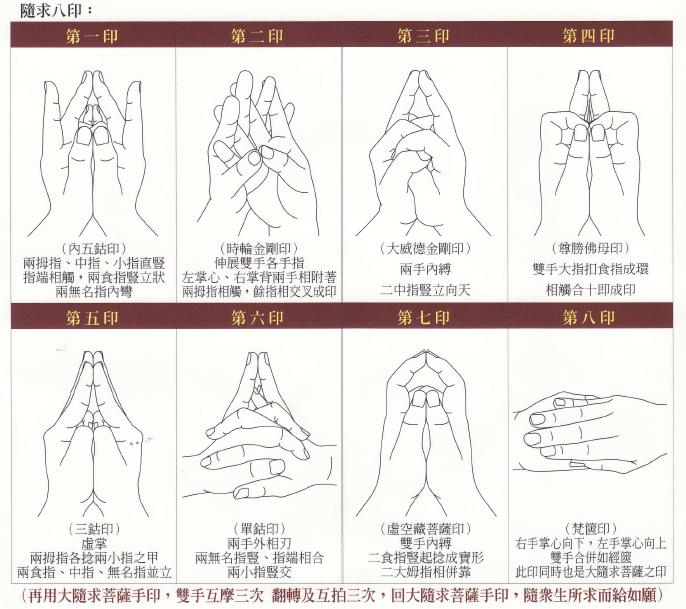 隨求八印：
第一印
第二印
第三印
第四印
（內五鈷印）
兩拇指、中指、小指直豎
指端相觸，兩食指豎立狀
兩無名指內彎
（時輪金剛印）
伸展雙手各手指
左掌心、右掌背兩手相附著
兩拇指相觸，餘指相交叉成印
（大威德金剛印）
兩手內縛
二中指豎立向天
（尊勝佛母印）
雙手大指扣食指成環
相觸合十即成印
第五印
第六印
第七印
第八印
（三鈷印）
虛掌
兩拇指各捻兩小指之甲
兩食指、中指、無名指並立
（單鈷印）
兩手外相刃
兩無名指豎、指端相合
兩小指豎交
（虛空藏菩薩印）
雙手內縛
二食指豎起捻成寶形
二大姆指相併靠
（梵篋印）
右手掌心向下，左手掌心向上
雙手合併如經篋
此印同時也是大隨求菩薩之印
（再用大隨求菩薩手印，雙手互摩三次 翻轉及互拍三次，回大隨求菩薩手印，隨衆生所求而給如願）